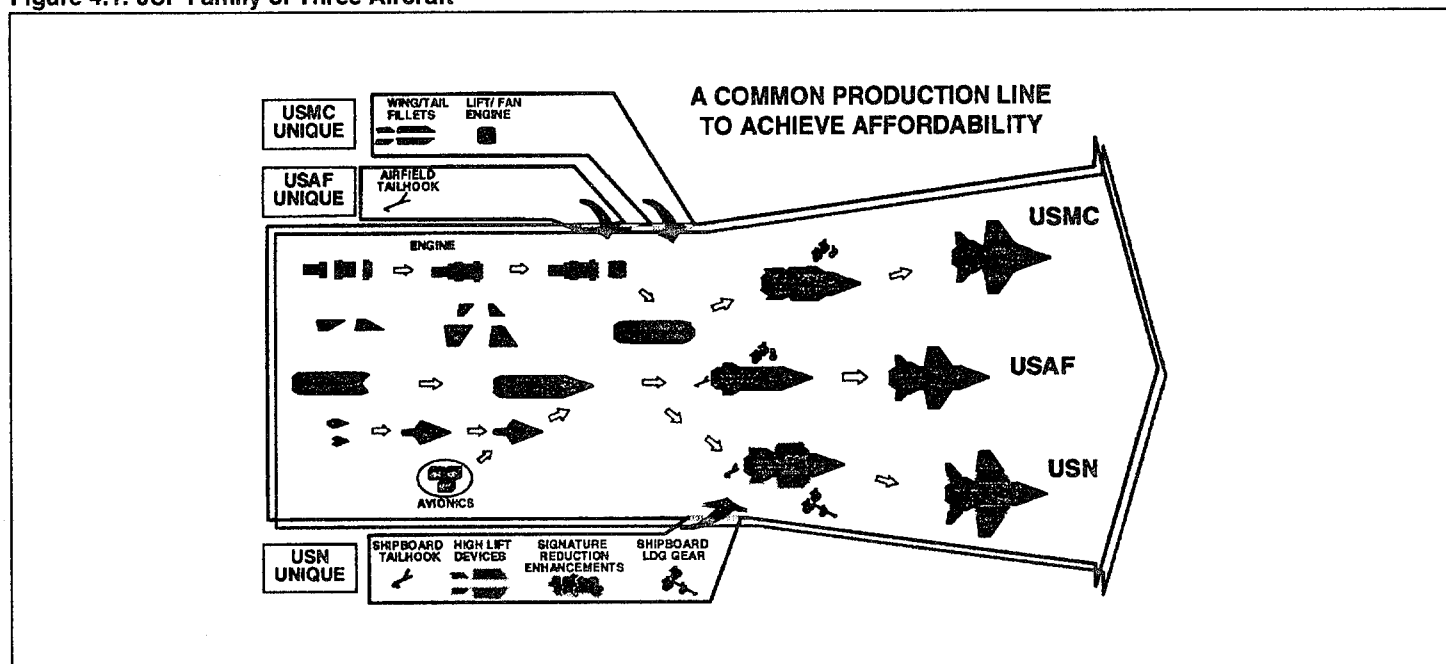 Figure 4.1: JSF Family of Three Aircraft
A COMMON PRODUCTION LINE
TO ACHIEVE AFFORDABILITY
USMC
UNIQUE
WING/TAIL
FILLETS
LIFT/ FAN
ENGINE
USAF
UNIQUE
AIRFIELD
TAILHOOK
ENGINE
USMC
USAF
USN
AVIONICS
USN
UNIQUE
SHIPBOARD
TAILHOOK
HIGH LIFT
DEVICES
SIGNATURE
REDUCTION
ENHANCEMENTS
SHIPBOARD
LDG GEAR